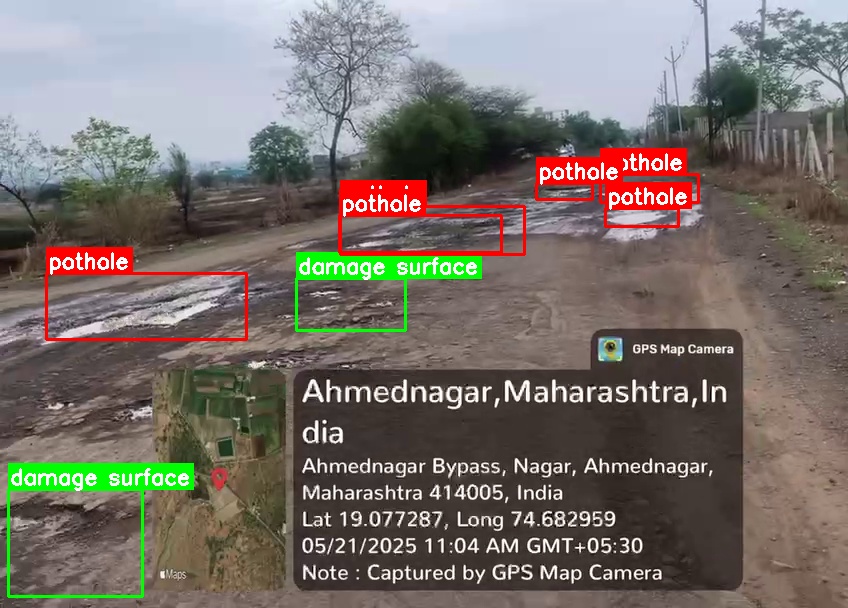 pothole
pothole
pothole
pothole
pothole
damage surface
damage surface
GPS Map Camera
Ahmednagar,Maharashtra,In
dia
Ahmednagar Bypass, Nagar, Ahmednagar,
Maharashtra 414005, India
Lat 19.077287, Long 74.682959
05/21/2025 11:04 AM GMT+05:30
Note : Captured by GPS Map Camera
Maps